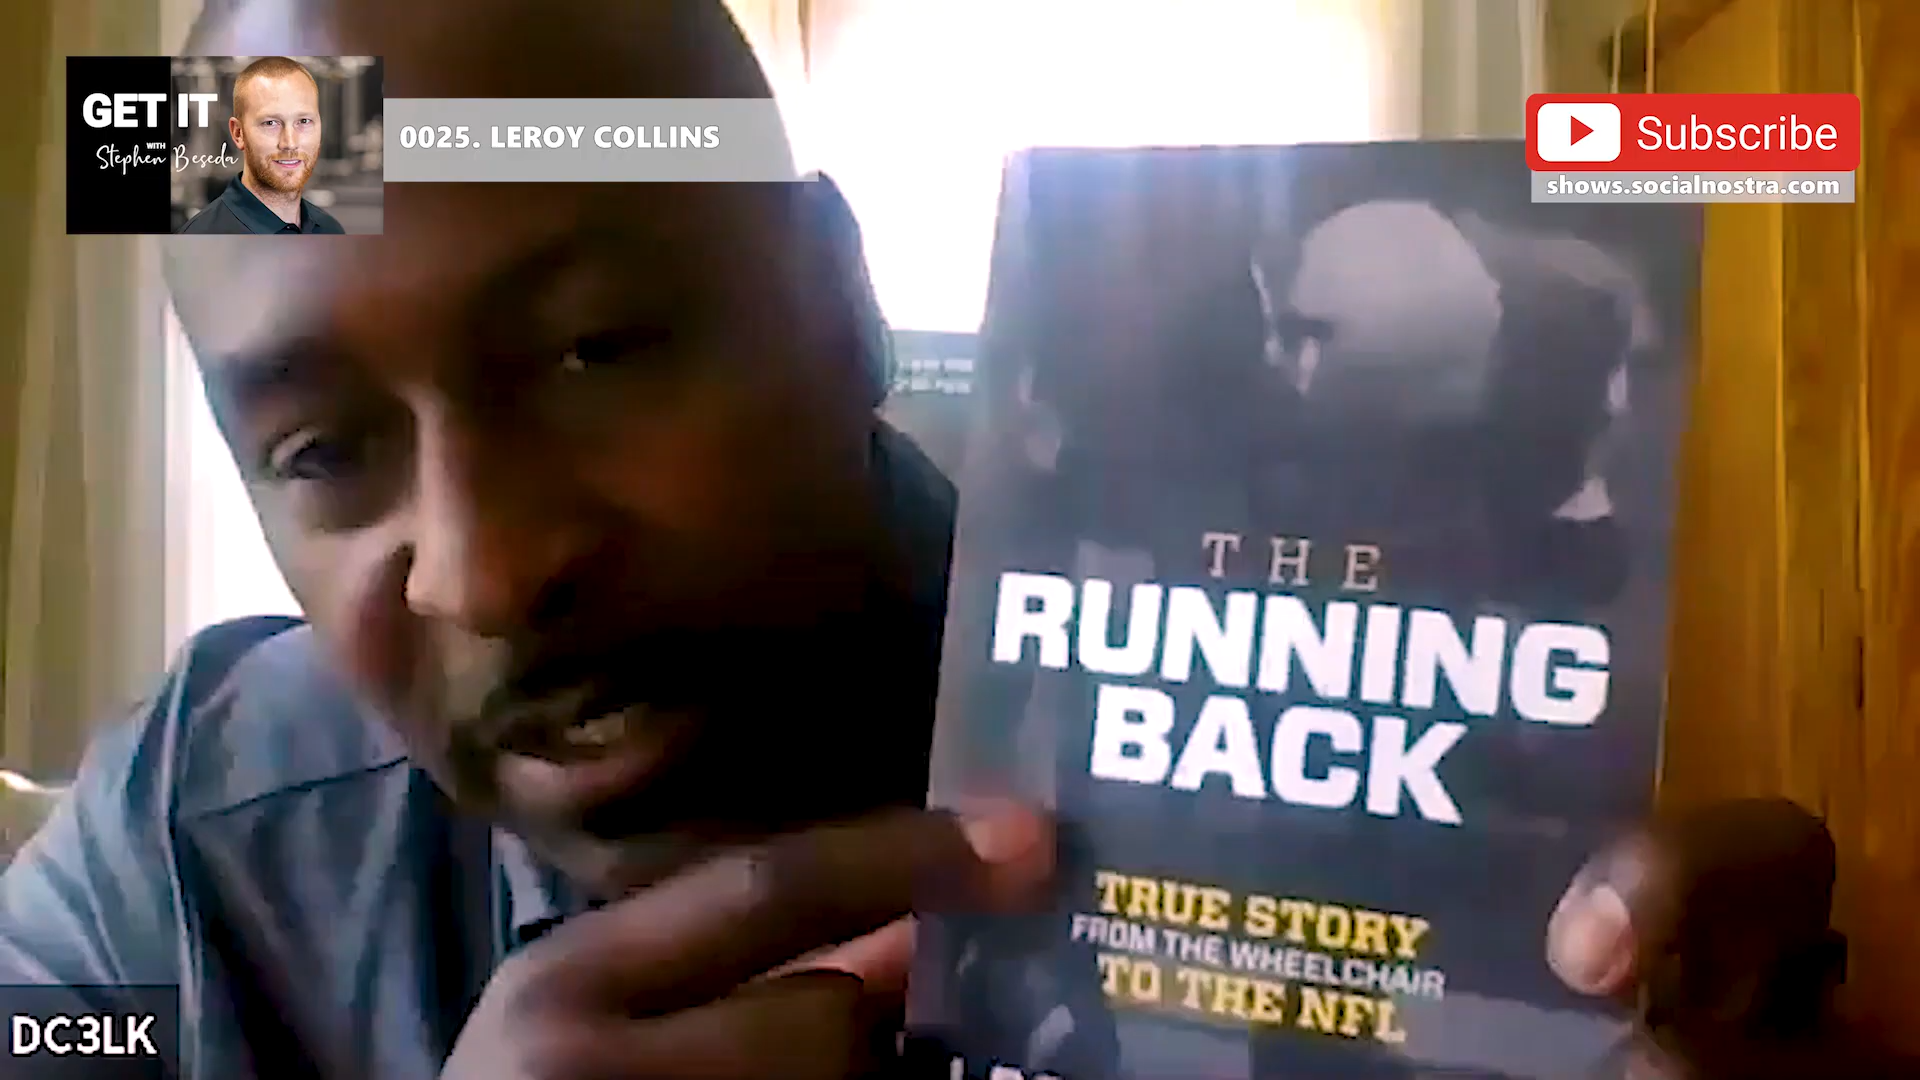 GET IT
WITH
Stephen Beseda
0025. LEROY COLLINS
Subscribe
shows.socialnostra.com
THE
RUNNING
BACK
TRUE STORY
FROM THE WHEELCHAIR
TO THE NFL
DC3LK